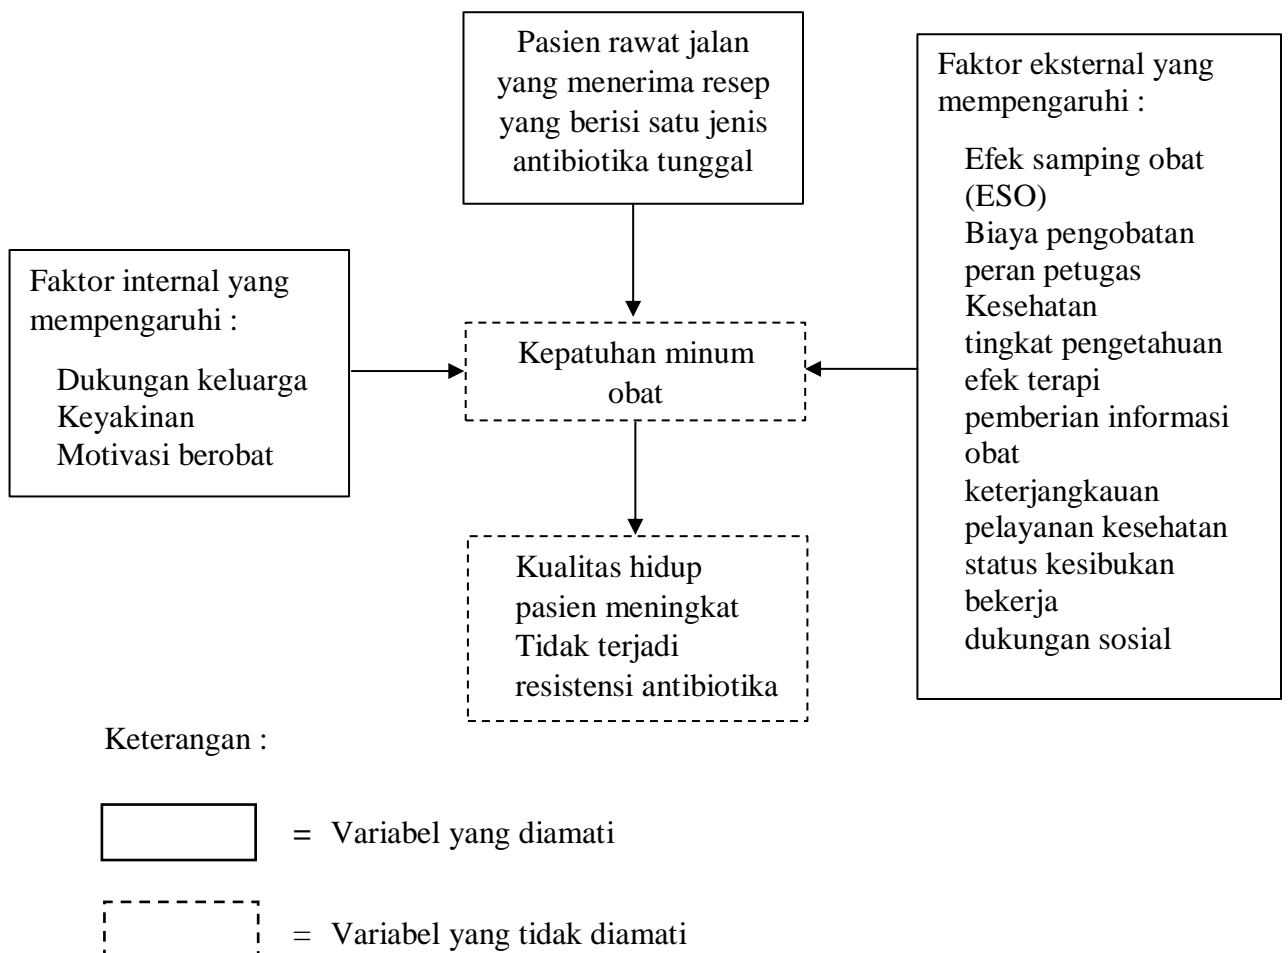 Pasien rawat jalan
yang menerima resep
yang berisi satu jenis
antibiotika tunggal
Faktor internal yang
mempengaruhi :
Dukungan keluarga
Keyakinan
Motivasi berobat
Kepatuhan minum
obat
Faktor eksternal yang
mempengaruhi :
Efek samping obat
(ESO)
Biaya pengobatan
peran petugas
Kesehatan
tingkat pengetahuan
efek terapi
pemberian informasi
obat
keterjangkauan
pelayanan kesehatan
status kesibukan
bekerja
dukungan sosial
Kualitas hidup
pasien meningkat
Tidak terjadi
resistensi antibiotika
Keterangan :
= Variabel yang diamati
= Variabel yang tidak diamati